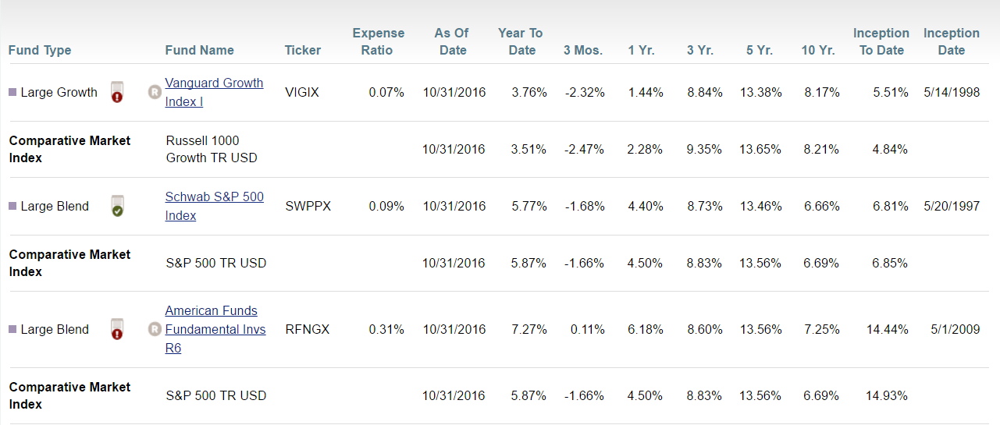 Fund Type Fund Name Ticker Expense Ratio As Of Date Year To Date 3 Mos. 1 Yr. 3 Yr. 5 Yr. 10 Yr. Inception To Date Inception Date
Large Growth R Vanguard Growth Index I VIGIX 0.07% 10/31/2016 3.76% -2.32% 1.44% 8.84% 13.38% 8.17% 5.51% 5/14/1998
Comparative Market Index Russell 1000 Growth TR USD 10/31/2016 3.51% -2.47% 2.28% 9.35% 13.65% 8.21% 4.84%
Large Blend Schwab S&P 500 Index SWPPX 0.09% 10/31/2016 5.77% -1.68% 4.40% 8.73% 13.46% 6.66% 6.81% 5/20/1997
Comparative Market Index S&P 500 TR USD 10/31/2016 5.87% -1.66% 4.50% 8.83% 13.56% 6.69% 6.85%
Large Blend R American Funds Fundamental Invs R6 RFNGX 0.31% 10/31/2016 7.27% 0.11% 6.18% 8.60% 13.56% 7.25% 14.44% 5/1/2009
Comparative Market Index S&P 500 TR USD 10/31/2016 5.87% -1.66% 4.50% 8.83% 13.56% 6.69% 14.93%